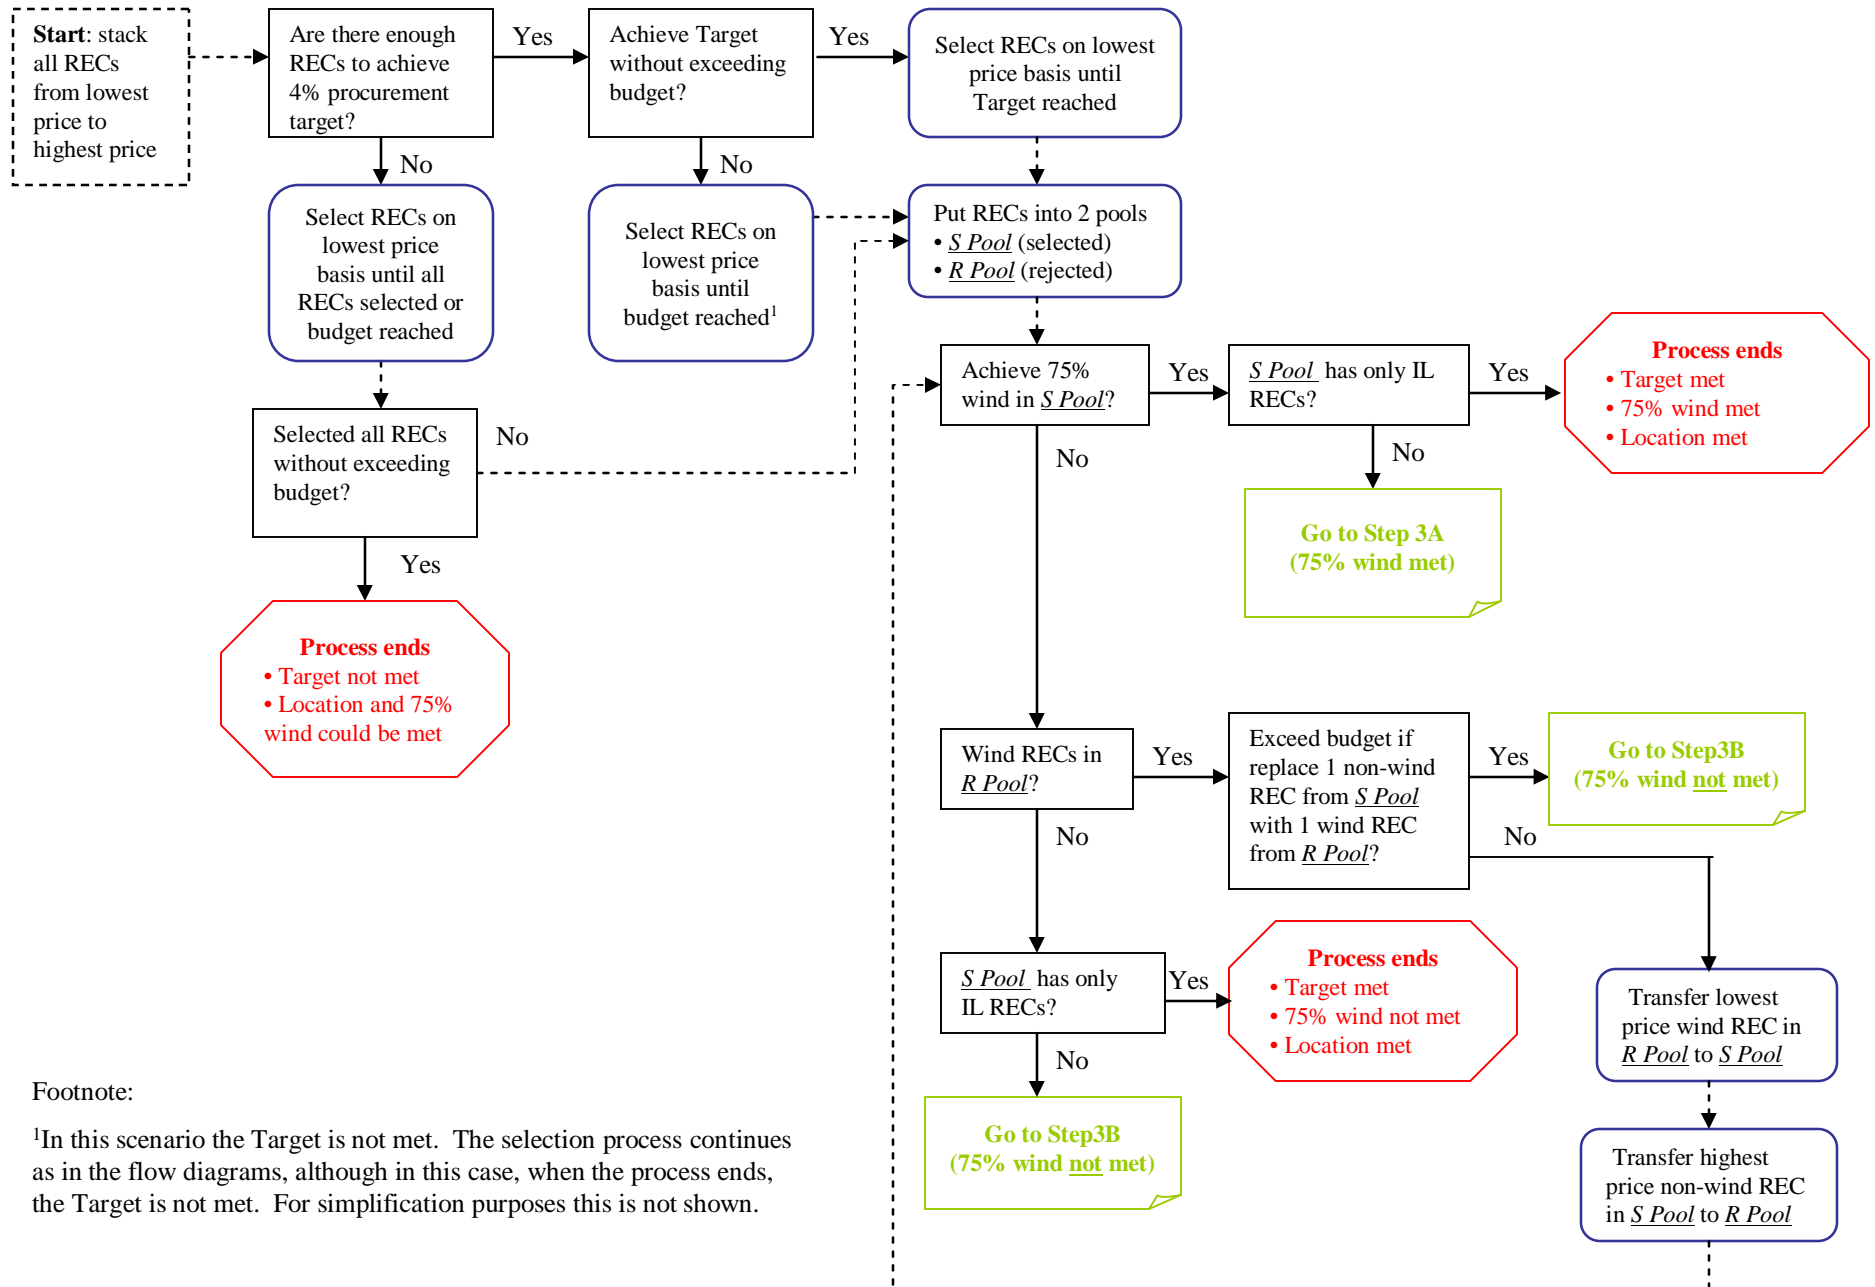 Start: stack
all RECs
from lowest
price to
highest price
Are there enough
RECs to achieve
4% procurement
target?
Yes
Achieve Target
without exceeding
budget?
Yes
Select RECs on lowest
price basis until
Target reached
No
No
Select RECs on
lowest price
basis until all
RECs selected or
budget reached
Select RECs on
lowest price
basis until
budget reached1
Put RECs into 2 pools
• S Pool (selected)
• R Pool (rejected)
Selected all RECs
without exceeding
budget?
No
Yes
Process ends
• Target not met
• Location and 75%
wind could be met
Achieve 75%
wind in S Pool?
Yes
S Pool has only IL
RECs?
Yes
Process ends
• Target met
• 75% wind met
• Location met
No
No
Go to Step 3A
(75% wind met)
Wind RECs in
R Pool?
Yes
Exceed budget if
replace 1 non-wind
REC from S Pool
with 1 wind REC
from R Pool?
Yes
Go to Step3B
(75% wind not met)
No
No
S Pool has only
IL RECs?
Yes
Process ends
• Target met
• 75% wind not met
• Location met
No
Go to Step3B
(75% wind not met)
Transfer lowest
price wind REC in
R Pool to S Pool
Transfer highest
price non-wind REC
in S Pool to R Pool
Footnote:
1In this scenario the Target is not met. The selection process continues
as in the flow diagrams, although in this case, when the process ends,
the Target is not met. For simplification purposes this is not shown.